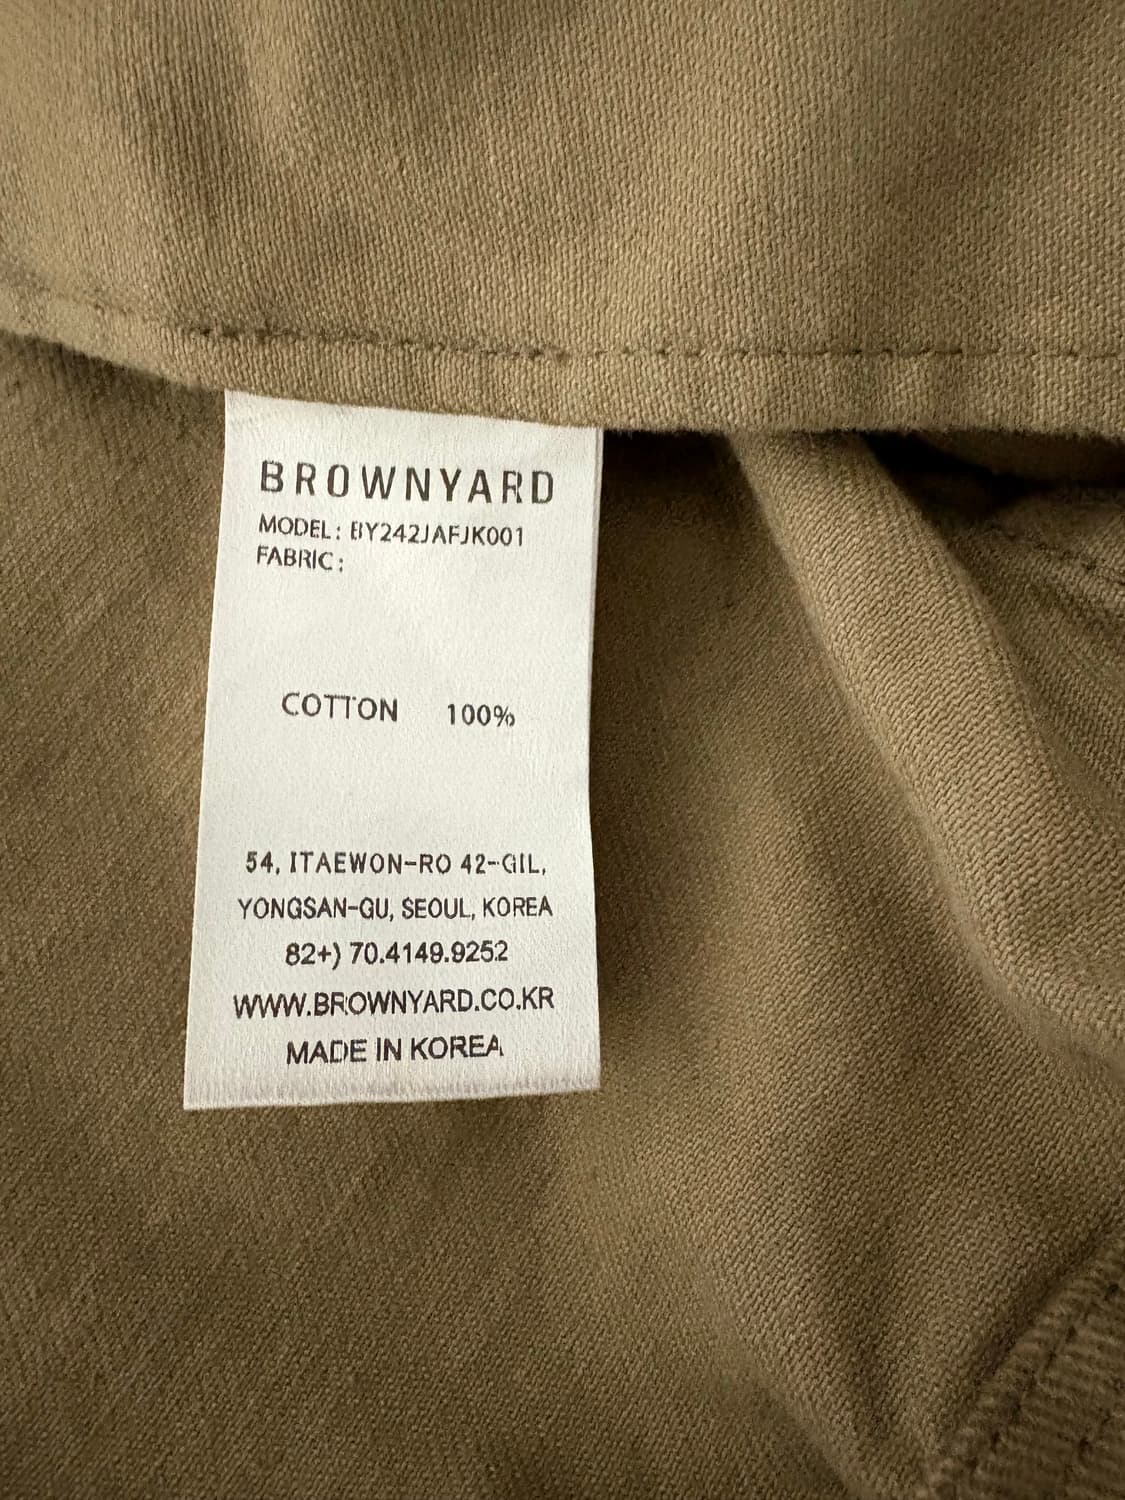 BROWNYARD
MODEL: BY242JAFJK001
FABRIC:
COTTON 100%
54, ITAEWON-RO 42-GIL,
YONGSAN-GU, SEOUL, KOREA
82+) 70.4149.9252
WWW.BROWNYARD.CO.KR
MADE IN KOREA